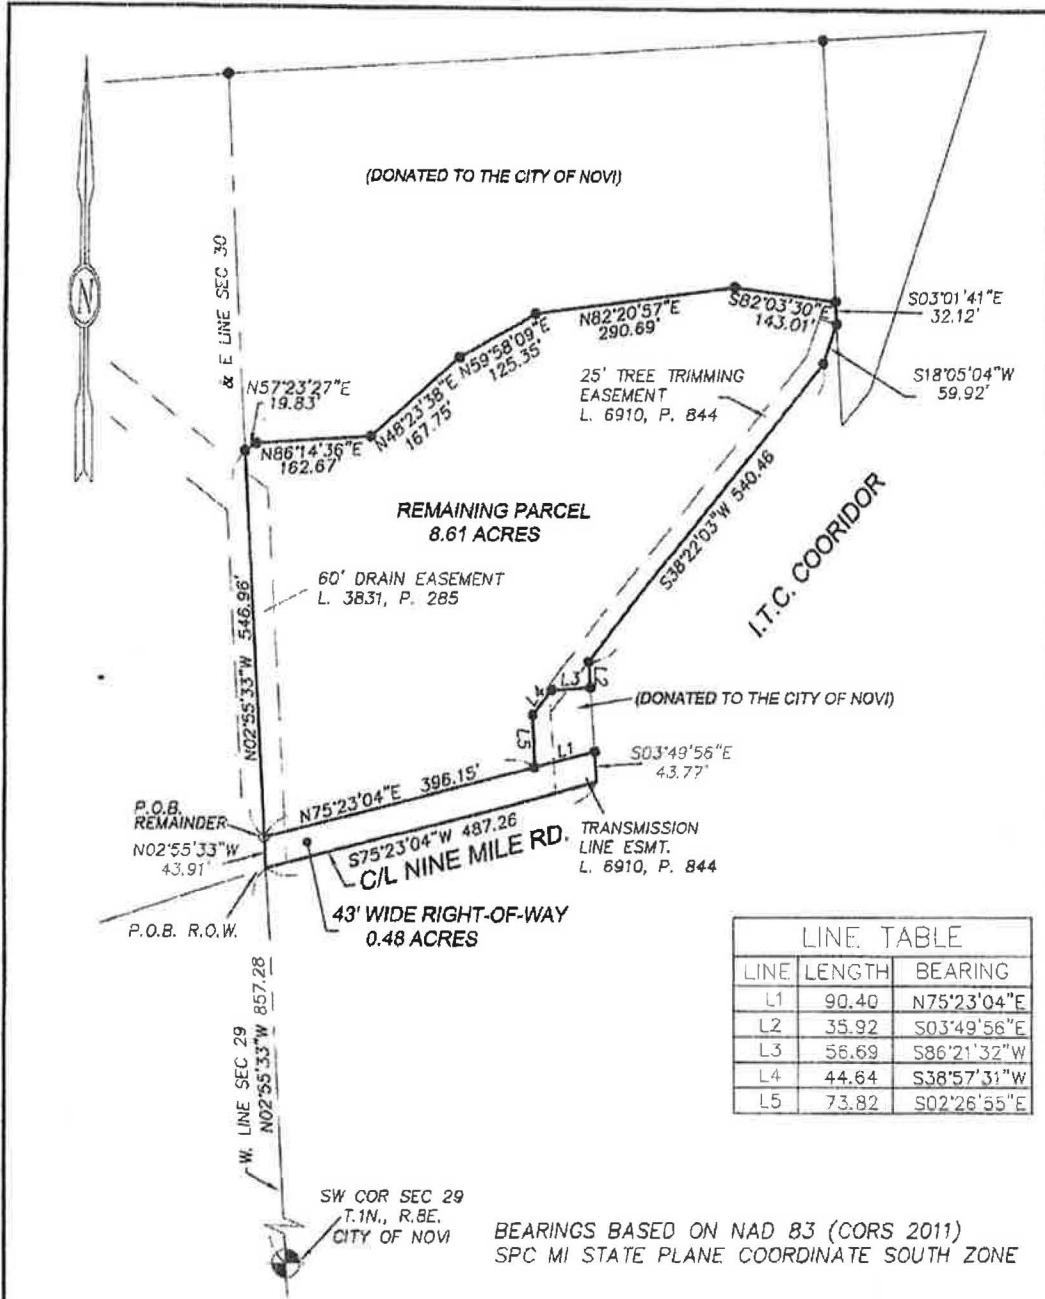 (DONATED TO THE CITY OF NOVI)
N
& E LINE SEC 30
S03°01'41"E
32.12'
N82°20'57"E
290.69'
S82°03'30"E
143.01'
N59°58'09"E
125.35'
25' TREE TRIMMING
EASEMENT
L. 6910, P. 844
S18°05'04"W
59.92'
N57°23'27"E
19.83'
N48°23'38"E
167.75'
N86°14'36"E
162.67'
REMAINING PARCEL
8.61 ACRES
S38°22'03"W 540.46
I.T.C. COORIDOR
60' DRAIN EASEMENT
L. 3831, P. 285
N02°55'33"W 546.96'
L3
L2
L4
(DONATED TO THE CITY OF NOVI)
L5
L1
S03°49'56"E
43.77'
N75°23'04"E 396.15'
P.O.B.
REMAINDER
N02°55'33"W
43.91'
S75°23'04"W 487.26
C/L NINE MILE RD.
TRANSMISSION
LINE ESMT.
L. 6910, P. 844
P.O.B. R.O.W.
43' WIDE RIGHT-OF-WAY
0.48 ACRES
W. LINE SEC 29
N02°55'33"W 857.28
LINE TABLE
LINE LENGTH BEARING
L1 90.40 N75°23'04"E
L2 35.92 S03°49'56"E
L3 56.69 S86°21'32"W
L4 44.64 S38°57'31"W
L5 73.82 S02°26'55"E
SW COR SEC 29
T.1N., R.8E.
CITY OF NOVI
BEARINGS BASED ON NAD 83 (CORS 2011)
SPC MI STATE PLANE COORDINATE SOUTH ZONE